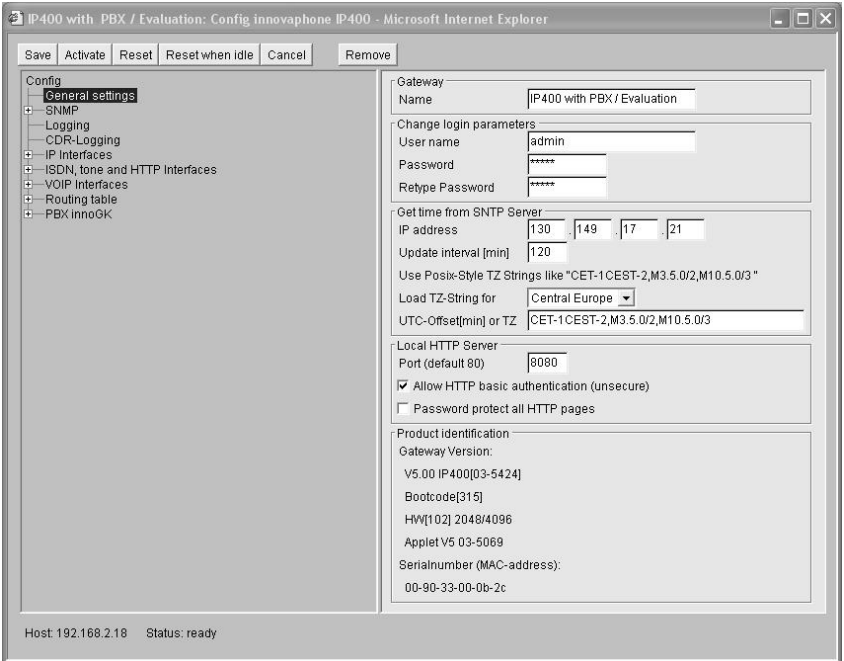 IP400 with PBX / Evaluation: Config innovaphone IP400 - Microsoft Internet Explorer
Save Activate Reset Reset when idle Cancel Remove
Config
General settings
SNMP
Logging
CDR-Logging
IP Interfaces
ISDN, tone and HTTP Interfaces
VOIP Interfaces
Routing table
PBX innoGK
Gateway
Name IP400 with PBX / Evaluation
Change login parameters
User name admin
Password *****
Retype Password *****
Get time from SNTP Server
IP address 130 . 149 . 17 . 21
Update interval [min] 120
Use Posix-Style TZ Strings like "CET-1CEST-2,M3.5.0/2,M10.5.0/3 "
Load TZ-String for Central Europe
UTC-Offset[min] or TZ CET-1CEST-2,M3.5.0/2,M10.5.0/3
Local HTTP Server
Port (default 80) 8080
Allow HTTP basic authentication (unsecure)
Password protect all HTTP pages
Product identification
Gateway Version:
V5.00 IP400[03-5424]
Bootcode[315]
HW[102] 2048/4096
Applet V5 03-5069
Serialnumber (MAC-address):
00-90-33-00-0b-2c
Host: 192.168.2.18 Status: ready